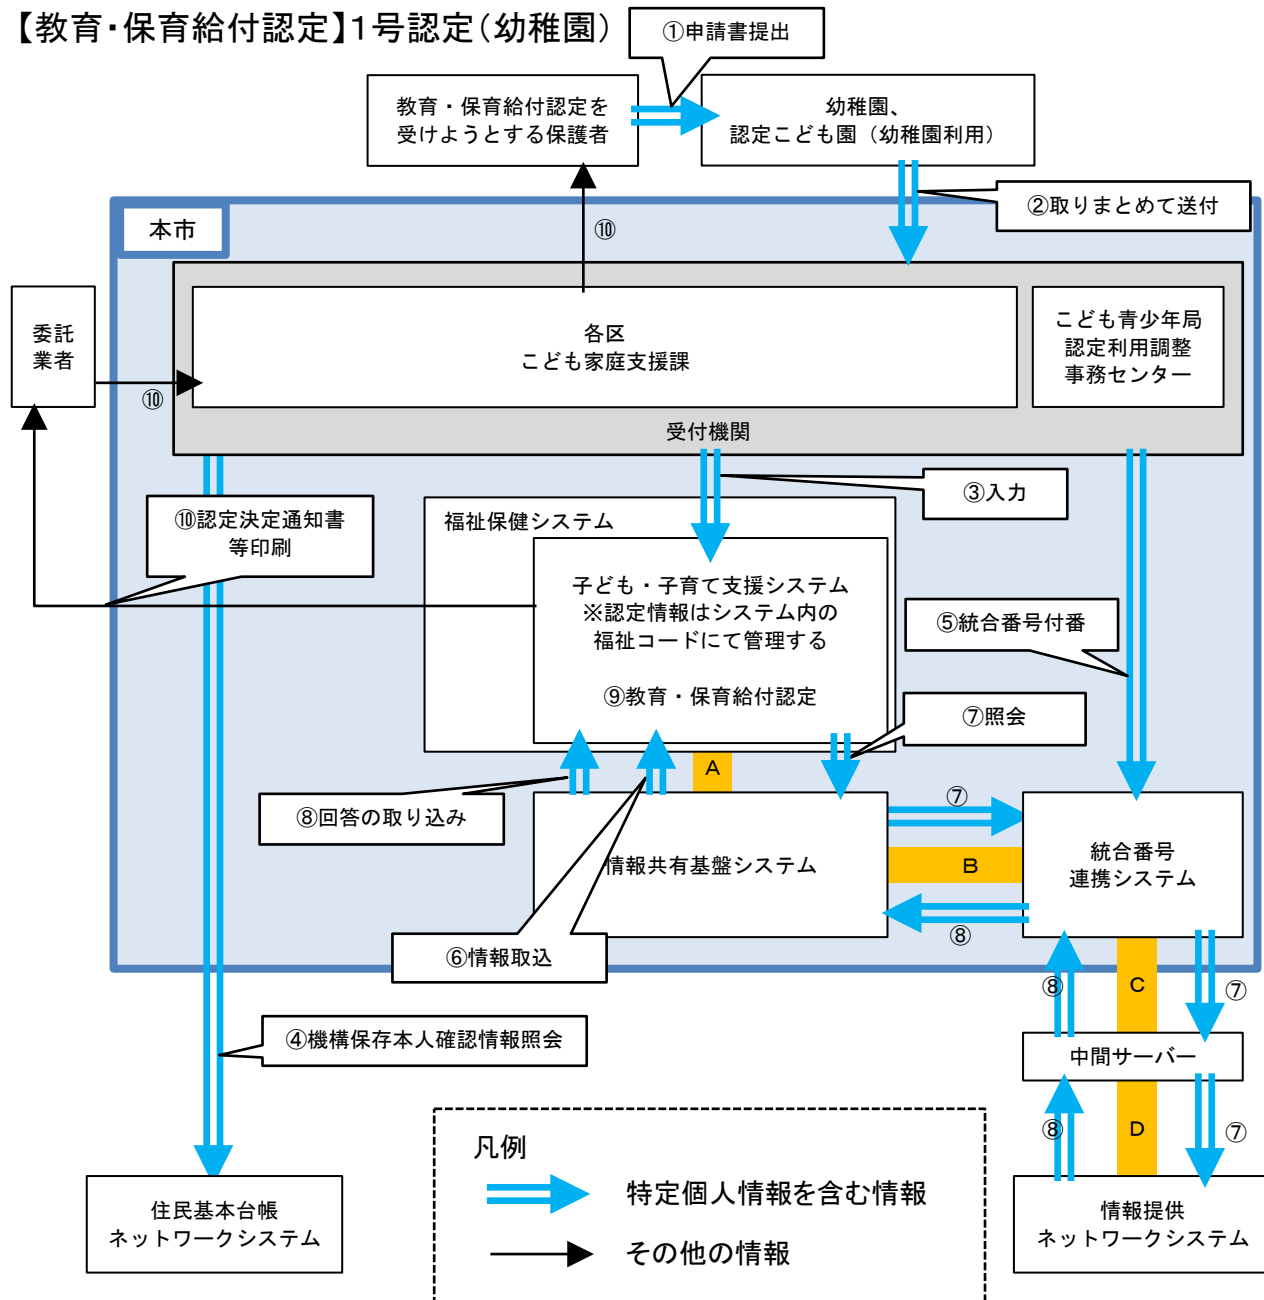 【教育・保育給付認定】1号認定(幼稚園)
①申請書提出
教育・保育給付認定を
受けようとする保護者
幼稚園、
認定こども園（幼稚園利用）
②取りまとめて送付
本市
⑩
委託
業者
各区
こども家庭支援課
こども青少年局
認定利用調整
事務センター
⑩
受付機関
③入力
⑩認定決定通知書
等印刷
福祉保健システム
子ども・子育て支援システム
※認定情報はシステム内の
福祉コードにて管理する
⑤統合番号付番
⑨教育・保育給付認定
⑦照会
A
⑧回答の取り込み
⑦
情報共有基盤システム
B
統合番号
連携システム
⑧
⑥情報取込
⑧
C
⑦
④機構保存本人確認情報照会
中間サーバー
⑧
D
⑦
凡例
特定個人情報を含む情報
その他の情報
住民基本台帳
ネットワークシステム
情報提供
ネットワークシステム